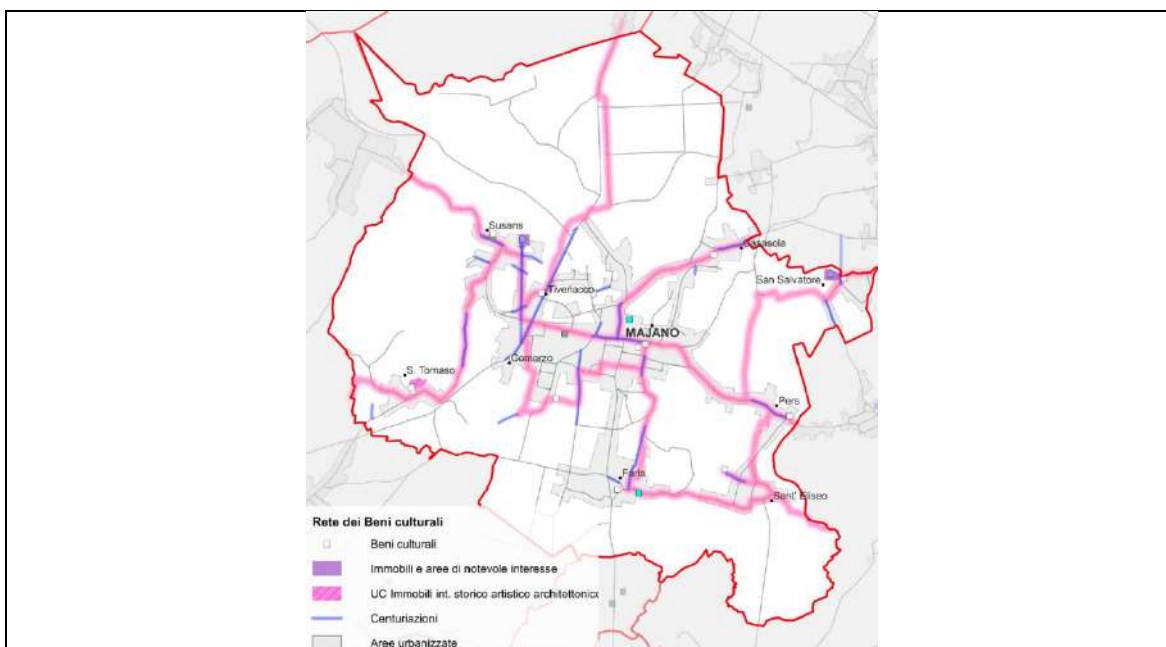 Susans
Casasola
San Salvatore
Tiveriacco
MAJANO
Comerzo
S. Tomaso
Pers
Farla
Sant' Eliseo
Rete dei Beni culturali
Beni culturali
Immobili e aree di notevole interesse
UC Immobili int. storico artistico architettonico
Centuriazioni
Aree urbanizzate